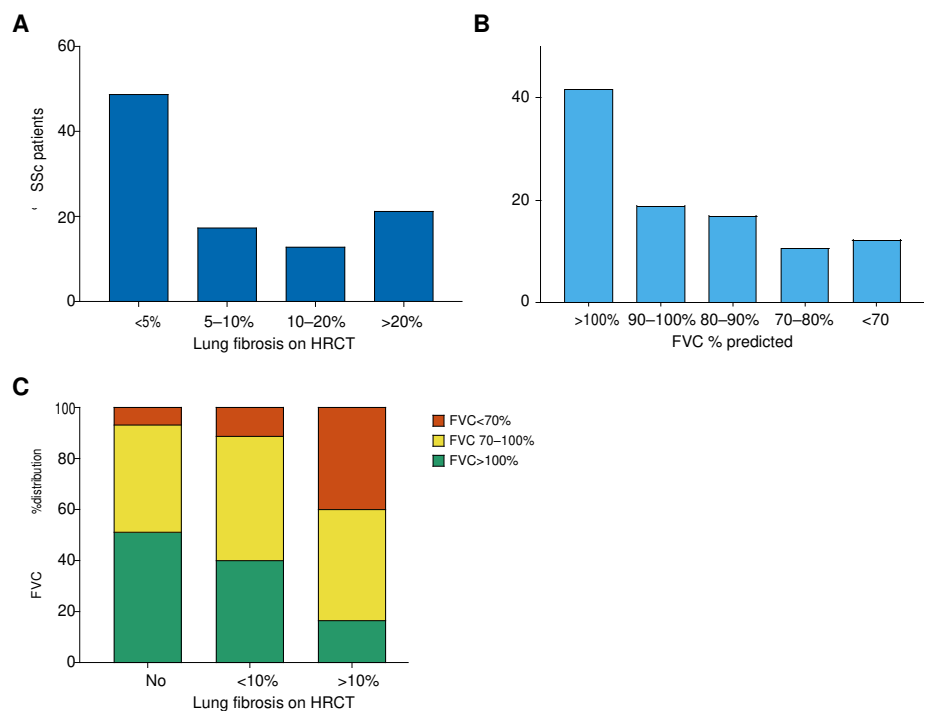 A
60
40
20
0
SSc patients
<5% 5–10% 10–20% >20%
Lung fibrosis on HRCT
B
40
20
0
>100% 90–100% 80–90% 70–80% <70
FVC % predicted
C
100
80
60
40
20
0
FVC %distribution
No <10% >10%
Lung fibrosis on HRCT
FVC<70%
FVC 70–100%
FVC>100%